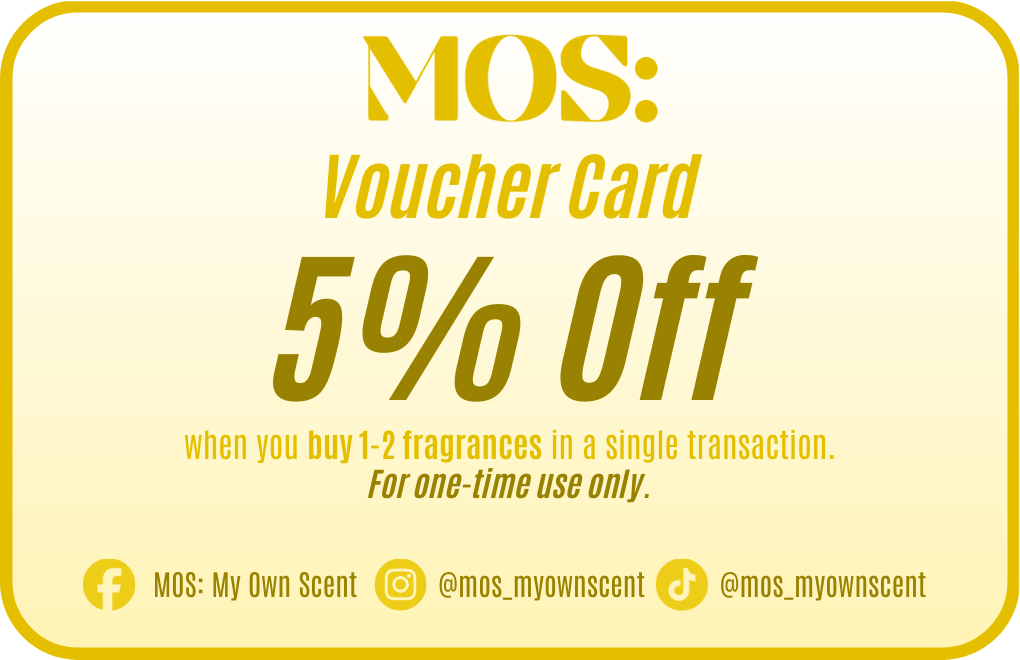 MOS:
Voucher Card
5% Off
when you buy 1-2 fragrances in a single transaction.
For one-time use only.
MOS: My Own Scent @mos_myownscent @mos_myownscent